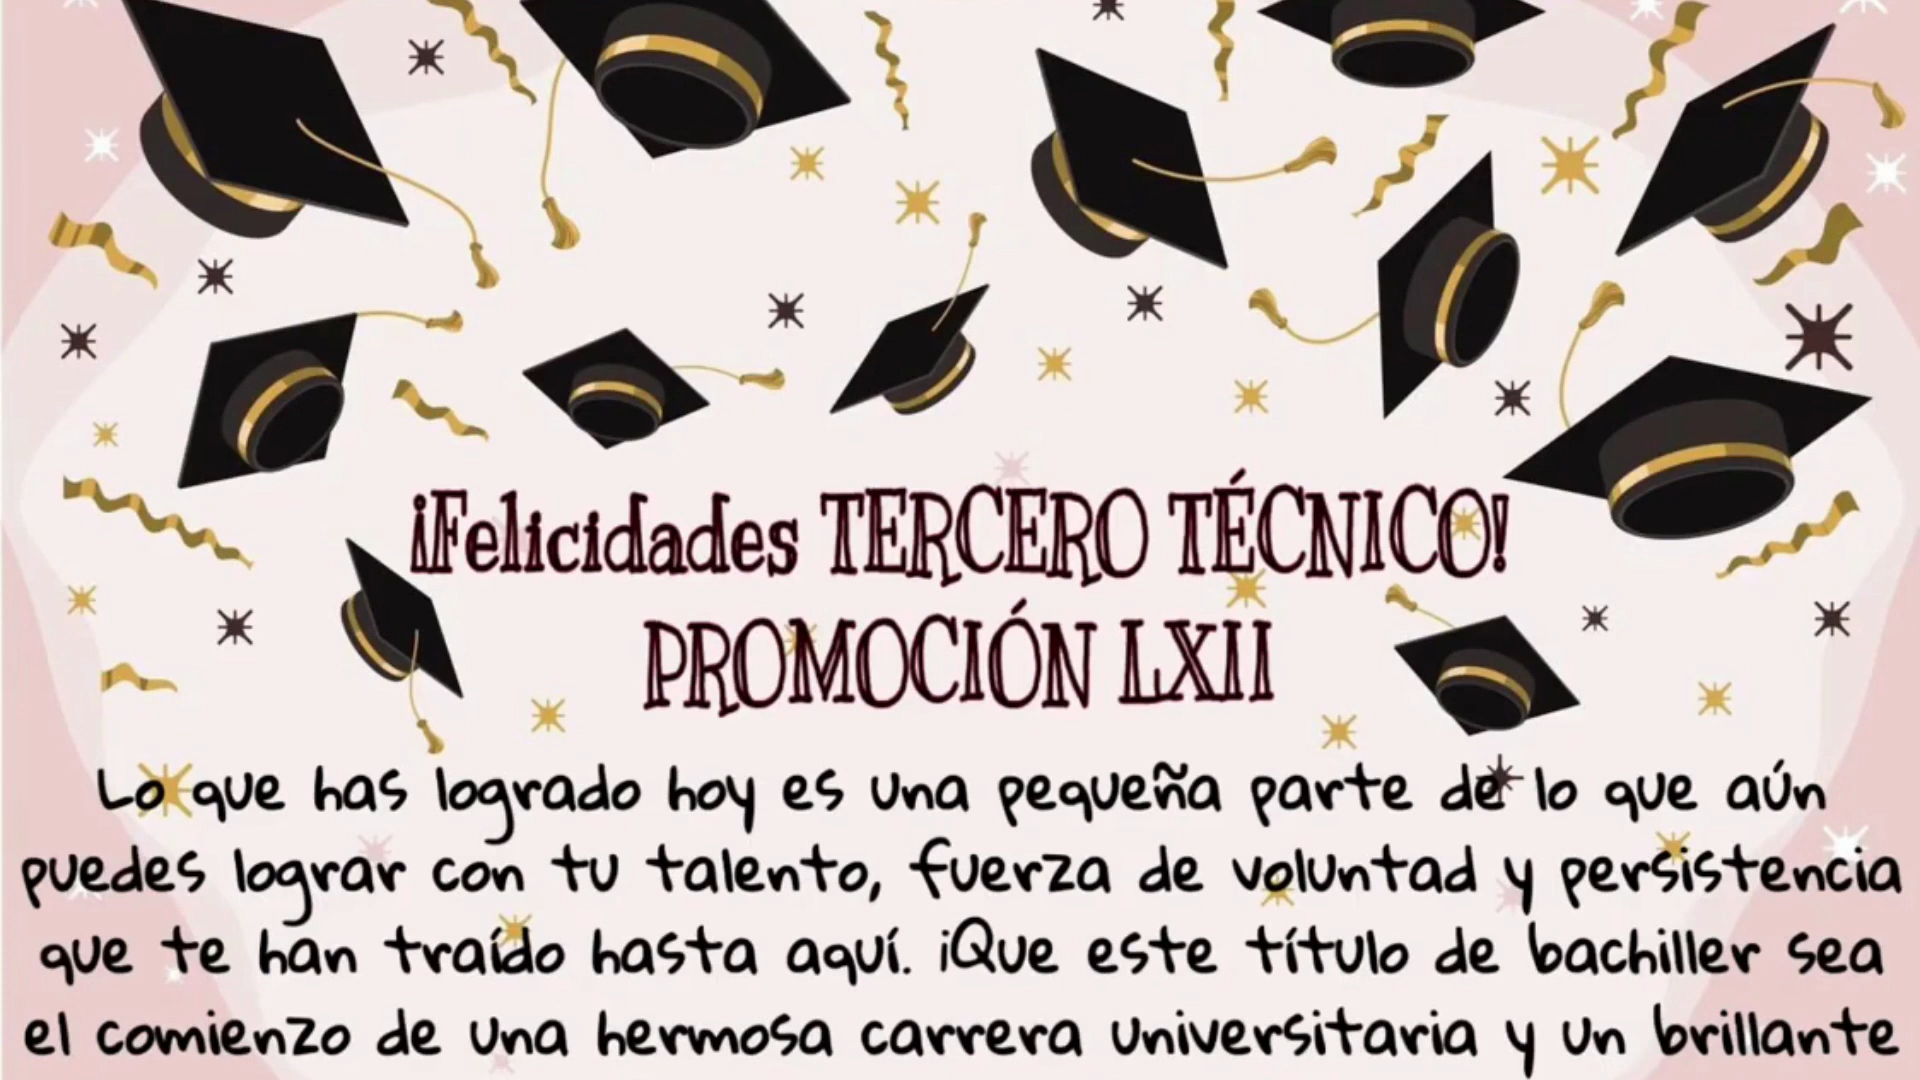 ¡Felicidades TERCERO TÉCNICO!
PROMOCIÓN LXII
Lo que has logrado hoy es una pequeña parte de lo que aún
puedes lograr con tu talento, fuerza de voluntad y persistencia
que te han traído hasta aquí. ¡Que este título de bachiller sea
el comienzo de una hermosa carrera universitaria y un brillante